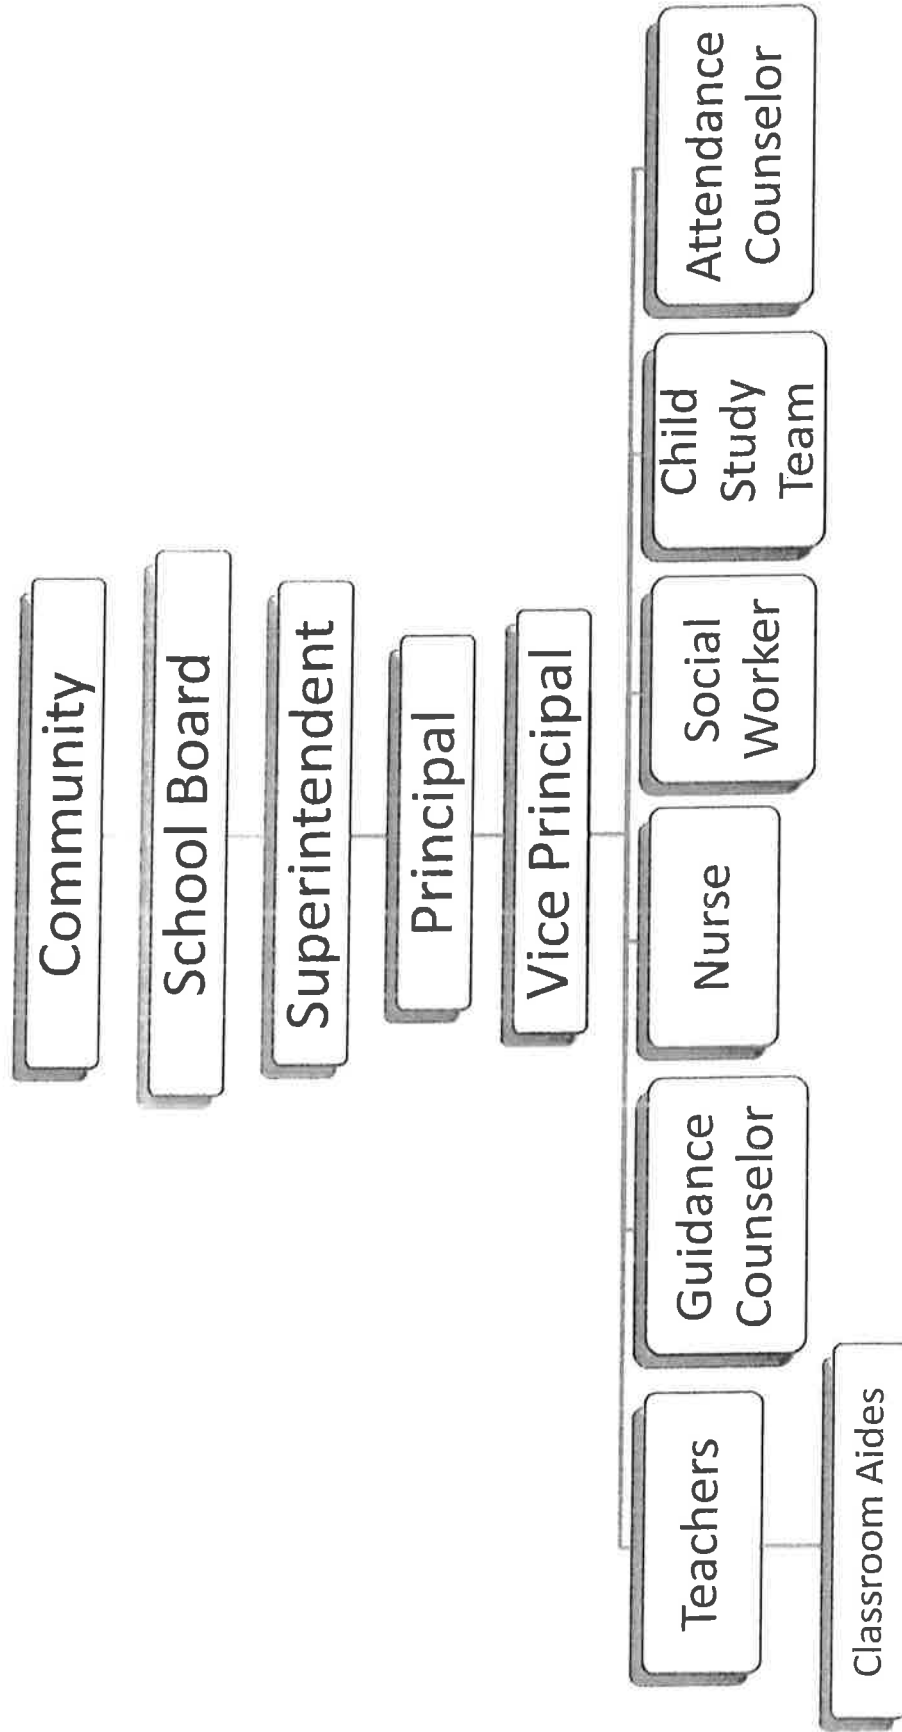 Community
School Board
Superintendent
Principal
Vice Principal
Teachers
Guidance
Counselor
Nurse
Social
Worker
Child
Study
Team
Attendance
Counselor
Classroom Aides